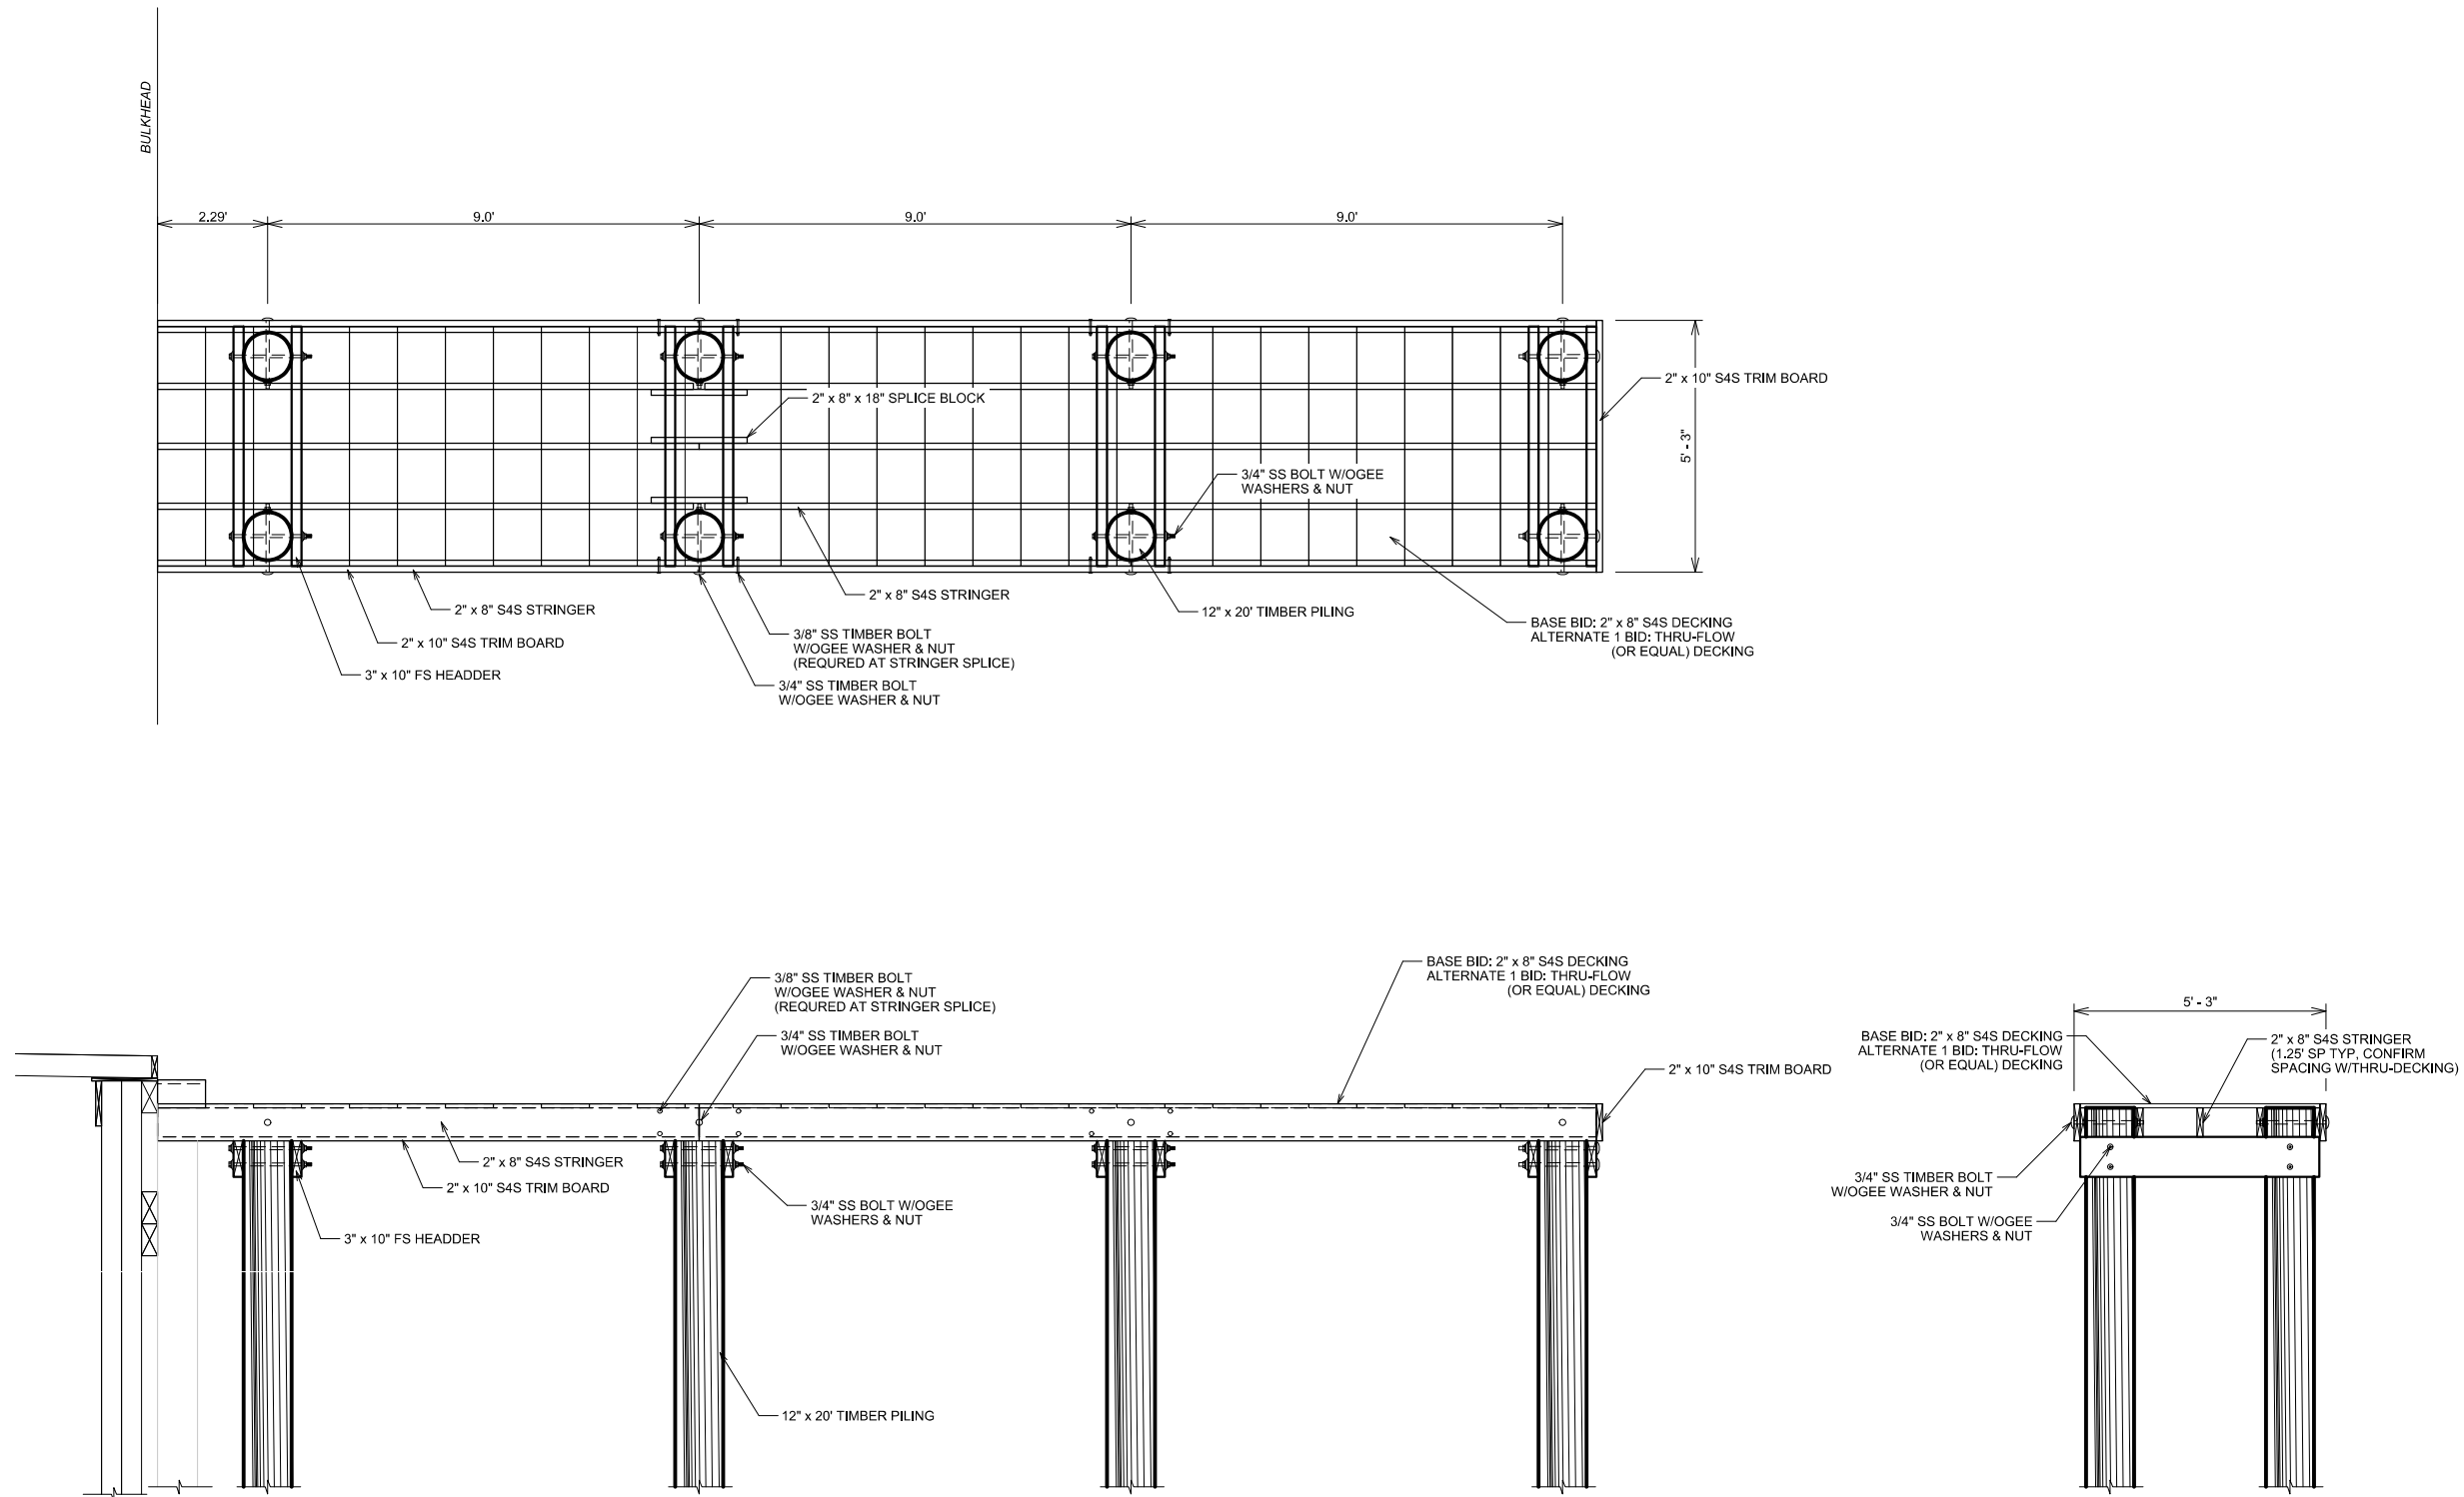 BULKHEAD
2.29'
9.0'
9.0'
9.0'
2" x 10" S4S TRIM BOARD
2" x 8" x 18" SPLICE BLOCK
5' - 3"
3/4" SS BOLT W/OGEE
WASHERS & NUT
2" x 8" S4S STRINGER
2" x 8" S4S STRINGER
12" x 20' TIMBER PILING
BASE BID: 2" x 8" S4S DECKING
ALTERNATE 1 BID: THRU-FLOW
(OR EQUAL) DECKING
3/8" SS TIMBER BOLT
W/OGEE WASHER & NUT
(REQURED AT STRINGER SPLICE)
2" x 10" S4S TRIM BOARD
3" x 10" FS HEADDER
3/4" SS TIMBER BOLT
W/OGEE WASHER & NUT
3/8" SS TIMBER BOLT
W/OGEE WASHER & NUT
(REQURED AT STRINGER SPLICE)
3/4" SS TIMBER BOLT
W/OGEE WASHER & NUT
BASE BID: 2" x 8" S4S DECKING
ALTERNATE 1 BID: THRU-FLOW
(OR EQUAL) DECKING
2" x 10" S4S TRIM BOARD
2" x 8" S4S STRINGER
2" x 10" S4S TRIM BOARD
3/4" SS BOLT W/OGEE
WASHERS & NUT
3" x 10" FS HEADDER
12" x 20' TIMBER PILING
5' - 3"
BASE BID: 2" x 8" S4S DECKING
ALTERNATE 1 BID: THRU-FLOW
(OR EQUAL) DECKING
2" x 8" S4S STRINGER
(1.25' SP TYP, CONFIRM
SPACING W/THRU-DECKING)
3/4" SS TIMBER BOLT
W/OGEE WASHER & NUT
3/4" SS BOLT W/OGEE
WASHERS & NUT